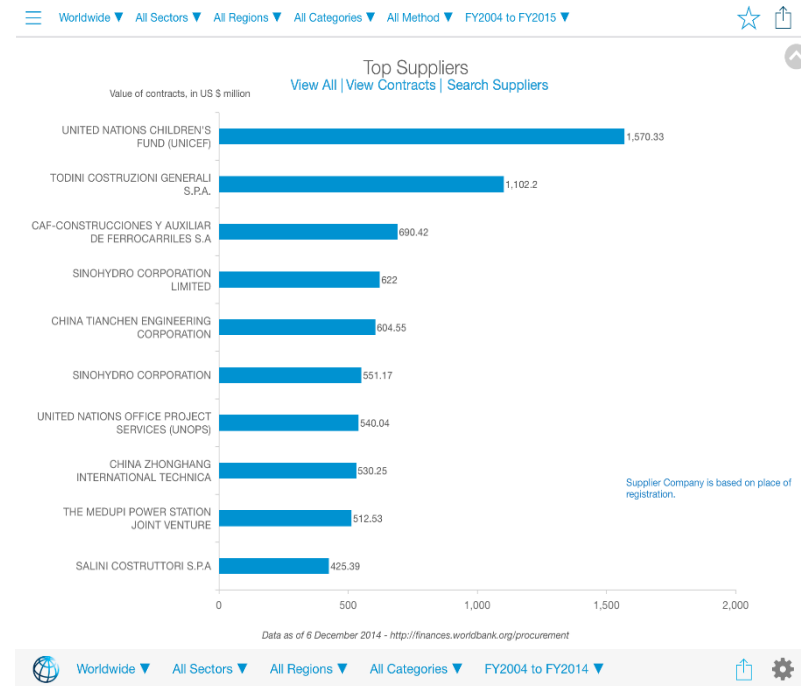 Worldwide ▼ All Sectors ▼ All Regions ▼ All Categories ▼ All Method ▼ FY2004 to FY2015 ▼
Top Suppliers
View All | View Contracts | Search Suppliers
Value of contracts, in US $ million
UNITED NATIONS CHILDREN'S
FUND (UNICEF)
1,570.33
TODINI COSTRUZIONI GENERALI
S.P.A.
1,102.2
CAF-CONSTRUCCIONES Y AUXILIAR
DE FERROCARRILES S.A
690.42
SINOHYDRO CORPORATION
LIMITED
622
CHINA TIANCHEN ENGINEERING
CORPORATION
604.55
SINOHYDRO CORPORATION
551.17
UNITED NATIONS OFFICE PROJECT
SERVICES (UNOPS)
540.04
CHINA ZHONGHANG
INTERNATIONAL TECHNICA
530.25
Supplier Company is based on place of
registration.
THE MEDUPI POWER STATION
JOINT VENTURE
512.53
SALINI COSTRUTTORI S.P.A
425.39
0 500 1,000 1,500 2,000
Data as of 6 December 2014 - http://finances.worldbank.org/procurement
Worldwide ▼ All Sectors ▼ All Regions ▼ All Categories ▼ FY2004 to FY2014 ▼